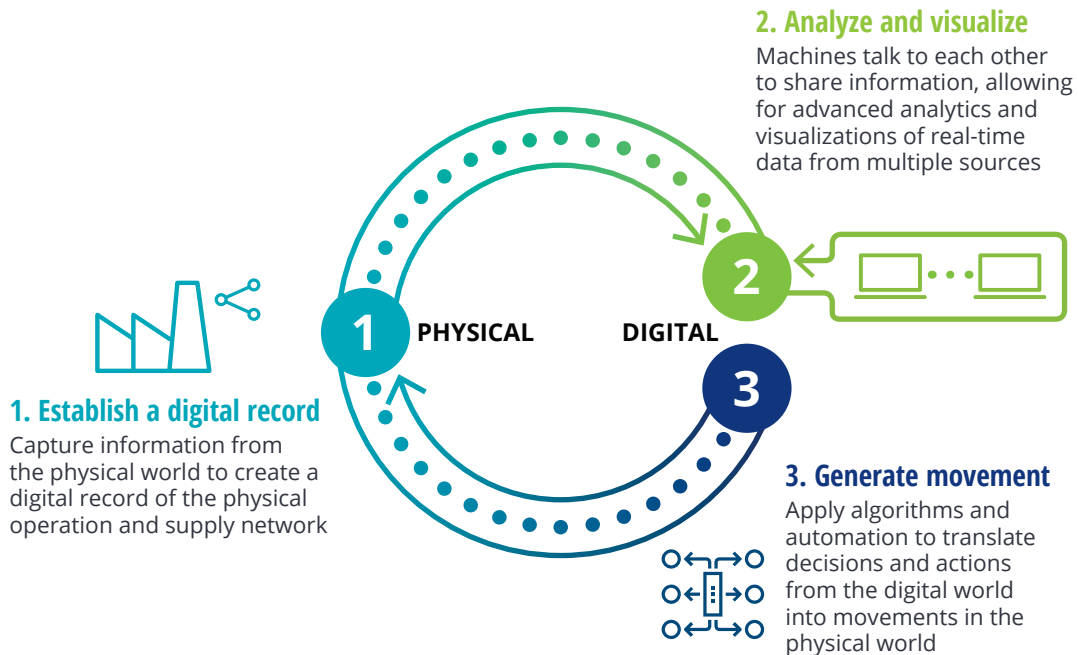 2. Analyze and visualize
Machines talk to each other
to share information, allowing
for advanced analytics and
visualizations of real-time
data from multiple sources
1
PHYSICAL
DIGITAL
2
3
1. Establish a digital record
Capture information from
the physical world to create a
digital record of the physical
operation and supply network
3. Generate movement
Apply algorithms and
automation to translate
decisions and actions
from the digital world
into movements in the
physical world